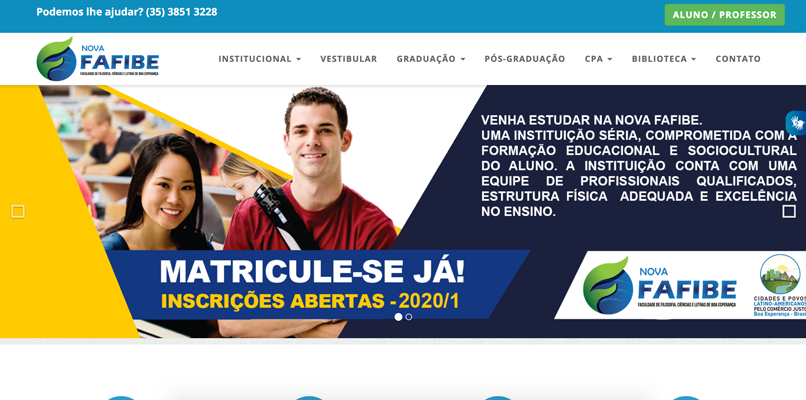 Podemos lhe ajudar? (35) 3851 3228
ALUNO / PROFESSOR
NOVA
FAFIBE
FACULDADE DE FILOSOFIA, CIÊNCIAS E LETRAS DE BOA ESPERANÇA
INSTITUCIONAL
VESTIBULAR
GRADUAÇÃO
PÓS-GRADUAÇÃO
CPA
BIBLIOTECA
CONTATO
VENHA ESTUDAR NA NOVA FAFIBE.
UMA INSTITUIÇÃO SÉRIA, COMPROMETIDA COM A
FORMAÇÃO EDUCACIONAL E SOCIOCULTURAL
DO ALUNO. A INSTITUIÇÃO CONTA COM UMA
EQUIPE DE PROFISSIONAIS QUALIFICADOS,
ESTRUTURA FÍSICA ADEQUADA E EXCELÊNCIA
NO ENSINO.
MATRICULE-SE JÁ!
INSCRIÇÕES ABERTAS - 2020/1
NOVA
FAFIBE
FACULDADE DE FILOSOFIA, CIÊNCIAS E LETRAS DE BOA ESPERANÇA
CIDADES E POVOS
LATINO-AMERICANOS
PELO COMÉRCIO JUSTO
Boa Esperança - Brasil